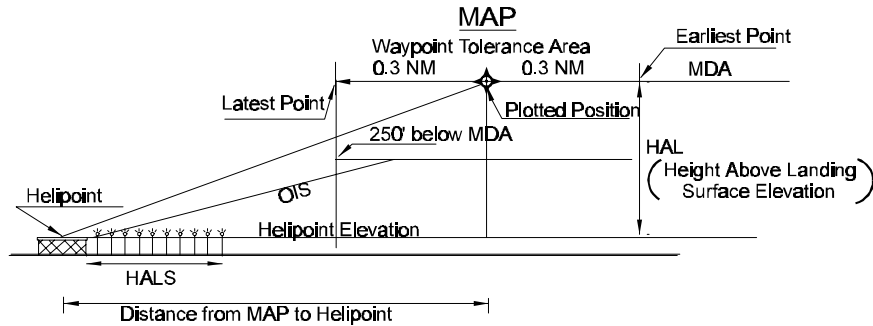 MAP
Waypoint Tolerance Area
0.3 NM
0.3 NM
Earliest Point
MDA
Latest Point
Plotted Position
250' below MDA
HAL
(Height Above Landing
Surface Elevation)
Helipoint
OIS
Helipoint Elevation
HALS
Distance from MAP to Helipoint